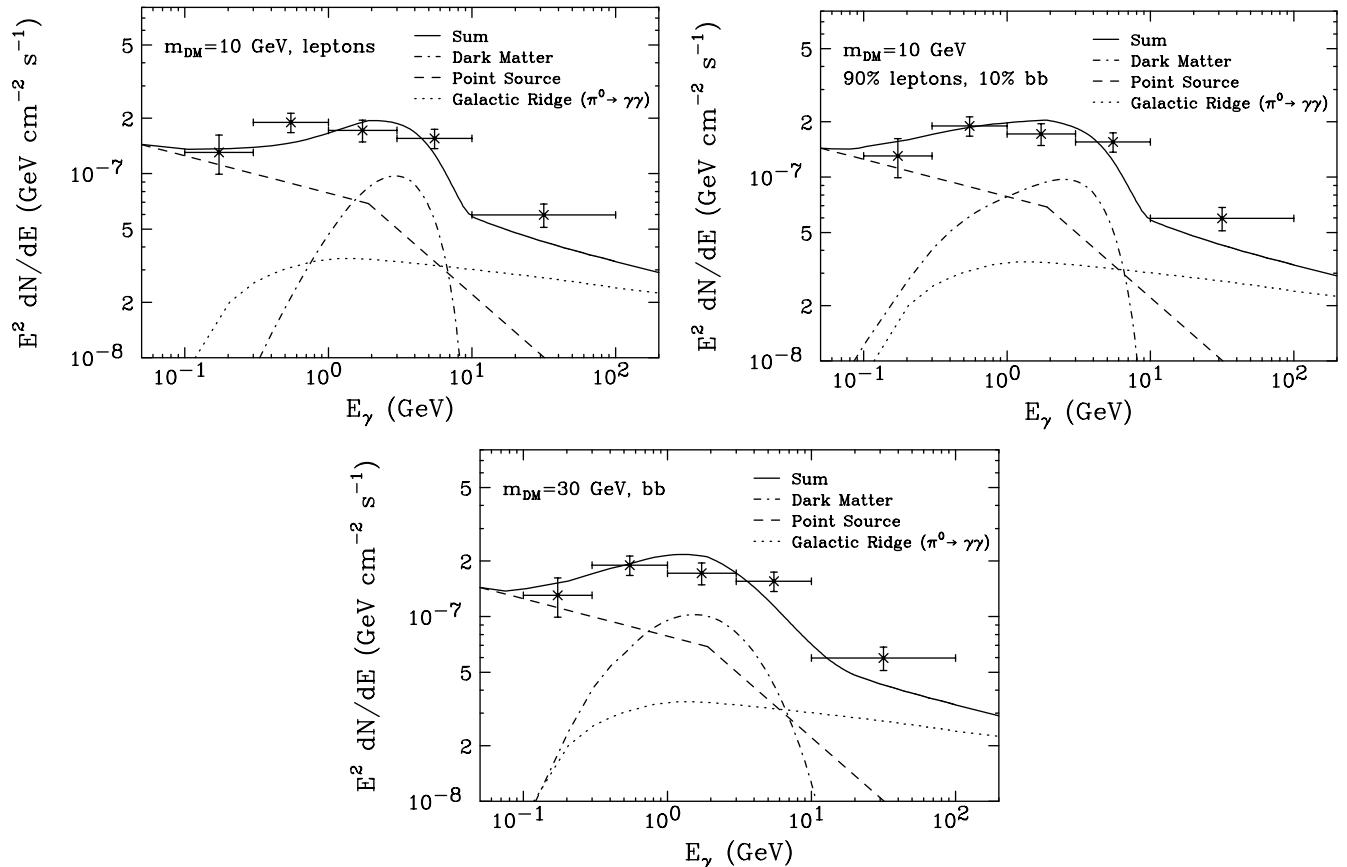 m_DM=10 GeV, leptons
Sum
Dark Matter
Point Source
Galactic Ridge (π⁰→ γγ)
E² dN/dE (GeV cm⁻² s⁻¹)
5
2
10⁻⁷
5
2
10⁻⁸
10⁻¹ 10⁰ 10¹ 10²
E_γ (GeV)
m_DM=10 GeV
90% leptons, 10% bb
Sum
Dark Matter
Point Source
Galactic Ridge (π⁰→ γγ)
E² dN/dE (GeV cm⁻² s⁻¹)
5
2
10⁻⁷
5
2
10⁻⁸
10⁻¹ 10⁰ 10¹ 10²
E_γ (GeV)
m_DM=30 GeV, bb
Sum
Dark Matter
Point Source
Galactic Ridge (π⁰→ γγ)
E² dN/dE (GeV cm⁻² s⁻¹)
5
2
10⁻⁷
5
2
10⁻⁸
10⁻¹ 10⁰ 10¹ 10²
E_γ (GeV)